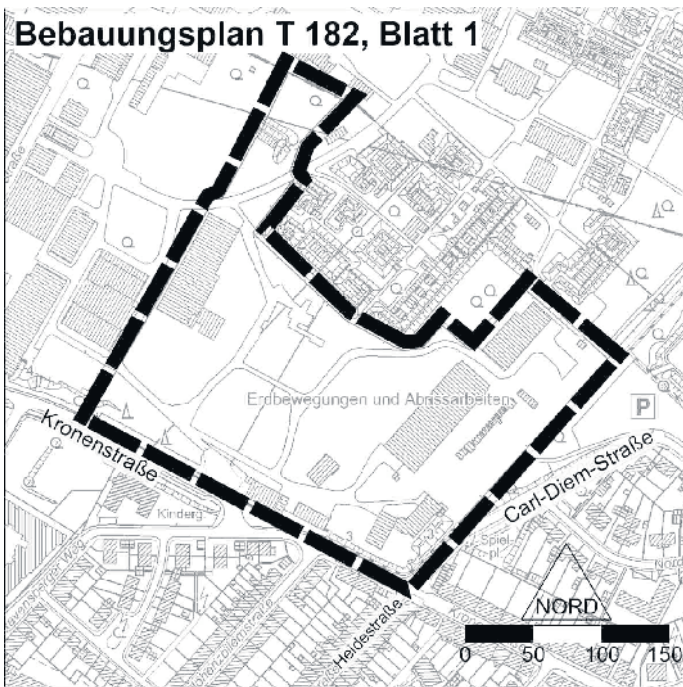 Bebauungsplan T 182, Blatt 1
Erdbewegungen und Abrissarbeiten
P
Kronenstraße
Carl-Diem-Straße
Kinderg
3
Spiel-
pl
Heidestraße
NORD
0 50 100 150